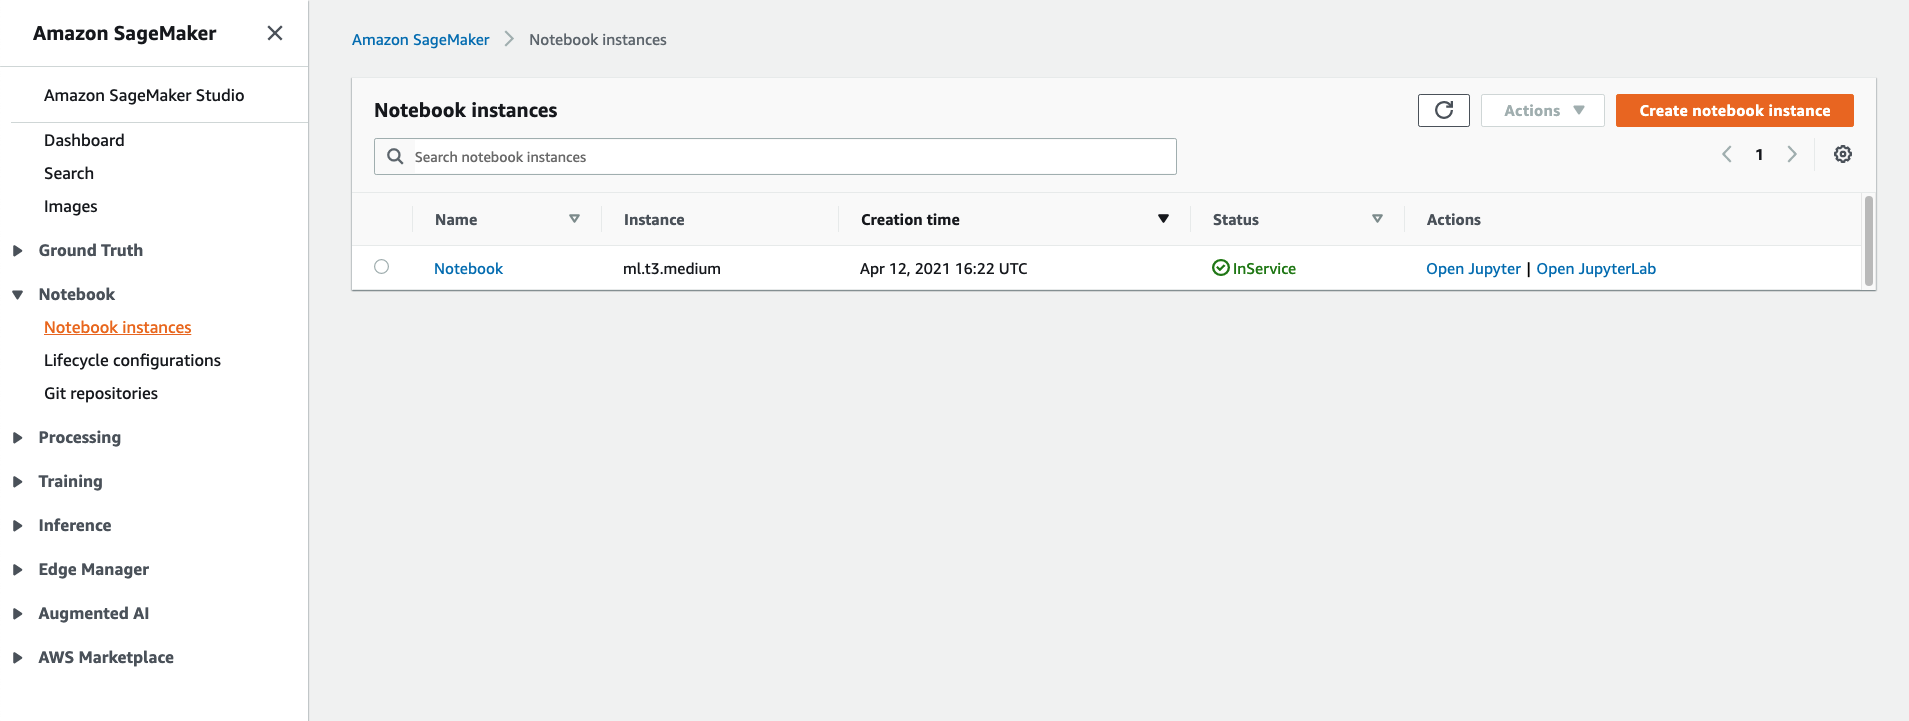 Amazon SageMaker
Amazon SageMaker Studio
Dashboard
Search
Images
Ground Truth
Notebook
Notebook instances
Lifecycle configurations
Git repositories
Processing
Training
Inference
Edge Manager
Augmented AI
AWS Marketplace
Amazon SageMaker > Notebook instances
Notebook instances
Actions
Create notebook instance
Search notebook instances
1
Name Instance Creation time Status Actions
Notebook ml.t3.medium Apr 12, 2021 16:22 UTC InService Open Jupyter | Open JupyterLab